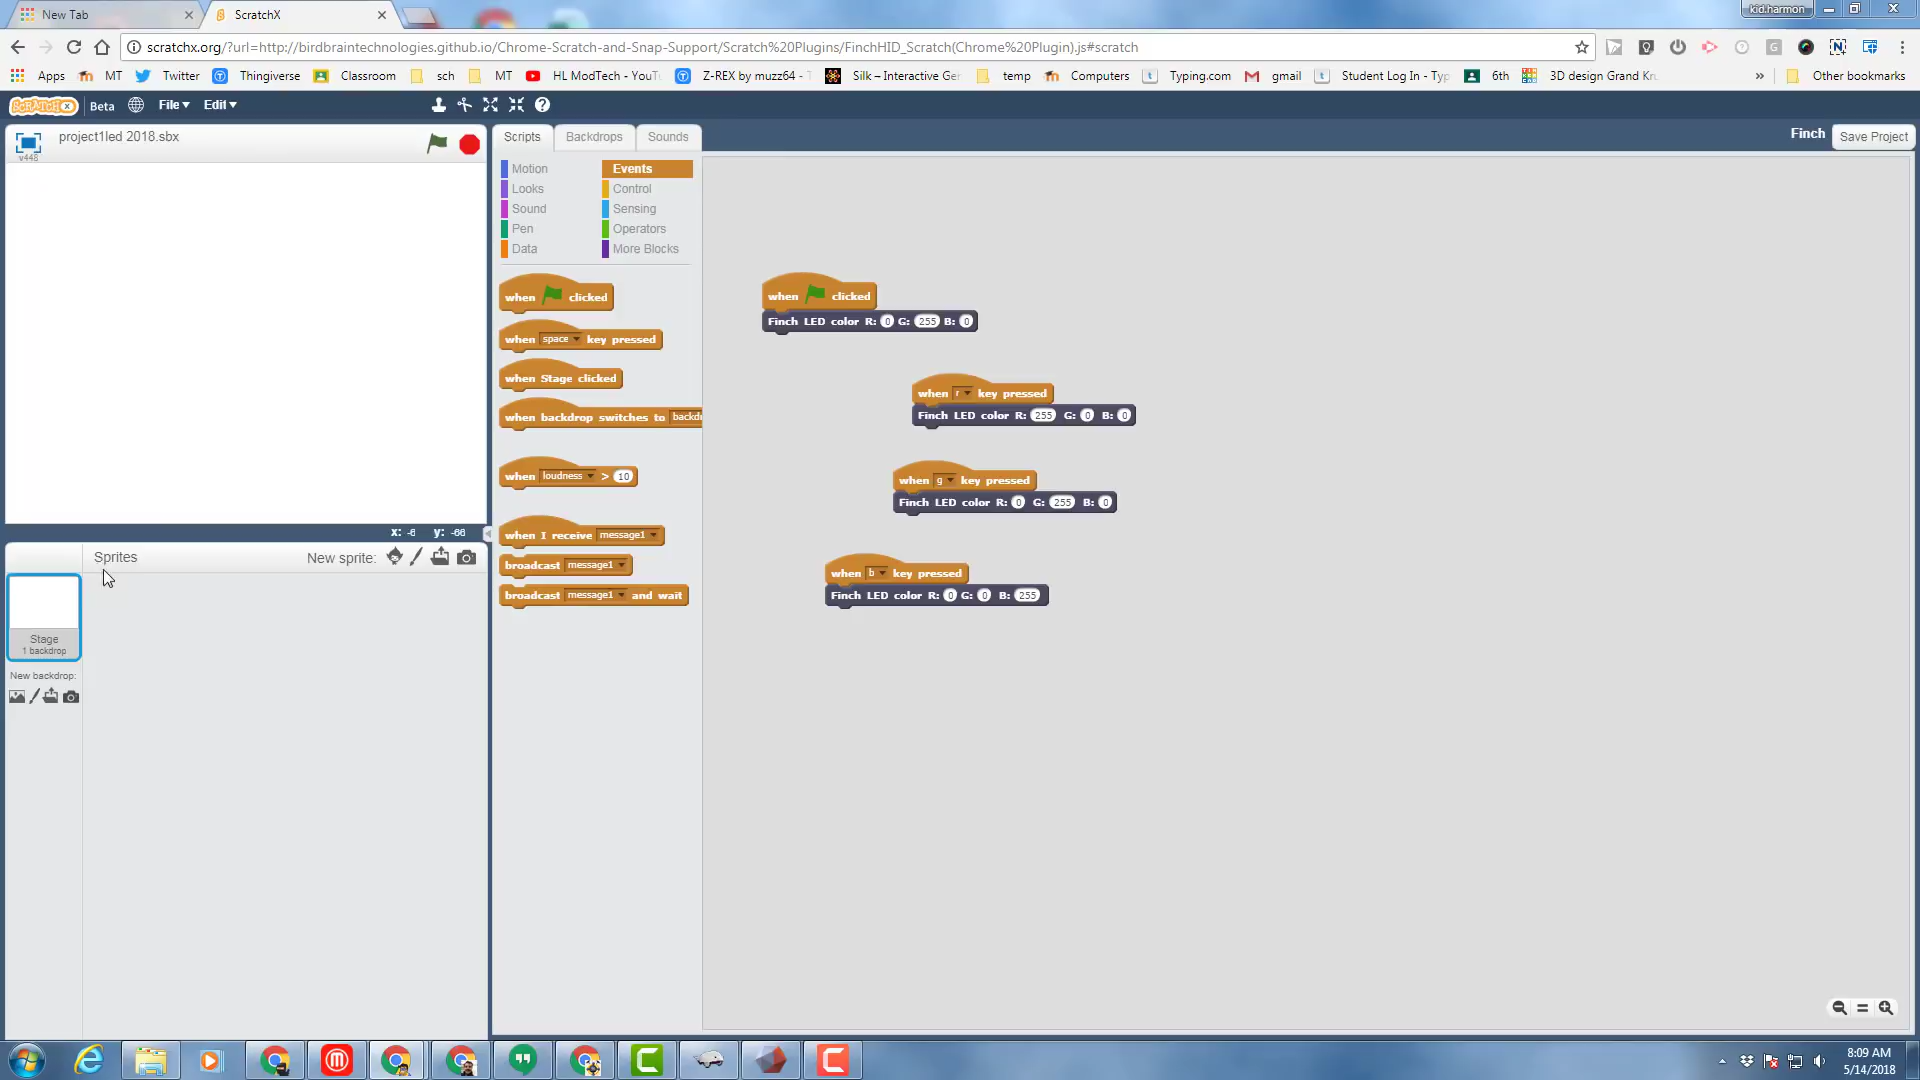 New Tab
ScratchX
kid.harmon
scratchx.org/?url=http://birdbraintechnologies.github.io/Chrome-Scratch-and-Snap-Support/Scratch%20Plugins/FinchHID_Scratch(Chrome%20Plugin).js#scratch
Apps MT Twitter Thingiverse Classroom sch MT HL ModTech - YouT Z-REX by muzz64 - T Silk – Interactive Ge temp Computers Typing.com gmail Student Log In - Typ 6th 3D design Grand Kr » Other bookmarks
SCRATCHX Beta File Edit
project1led 2018.sbx
v448
Scripts Backdrops Sounds
Finch Save Project
Motion Events
Looks Control
Sound Sensing
Pen Operators
Data More Blocks
when clicked
when space key pressed
when Stage clicked
when backdrop switches to backd
when loudness > 10
when I receive message1
broadcast message1
broadcast message1 and wait
when clicked
Finch LED color R: 0 G: 255 B: 0
when r key pressed
Finch LED color R: 255 G: 0 B: 0
when g key pressed
Finch LED color R: 0 G: 255 B: 0
when b key pressed
Finch LED color R: 0 G: 0 B: 255
x: -6 y: -66
Sprites New sprite:
Stage
1 backdrop
New backdrop:
8:09 AM
5/14/2018